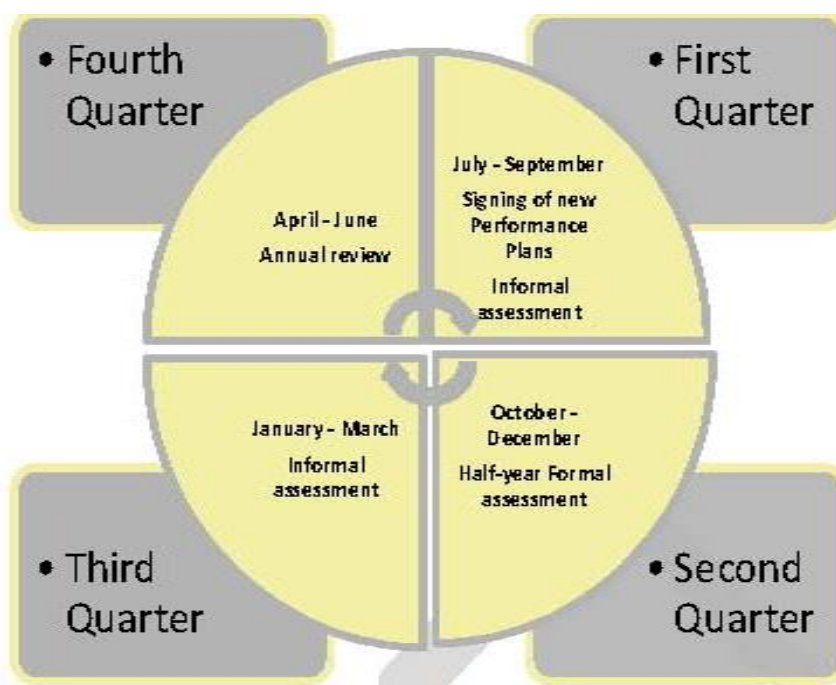 • Fourth
Quarter
• First
Quarter
April - June
Annual review
July - September
Signing of new
Performance
Plans
Informal
assessment
January - March
Informal
assessment
October -
December
Half-year Formal
assessment
• Third
Quarter
• Second
Quarter